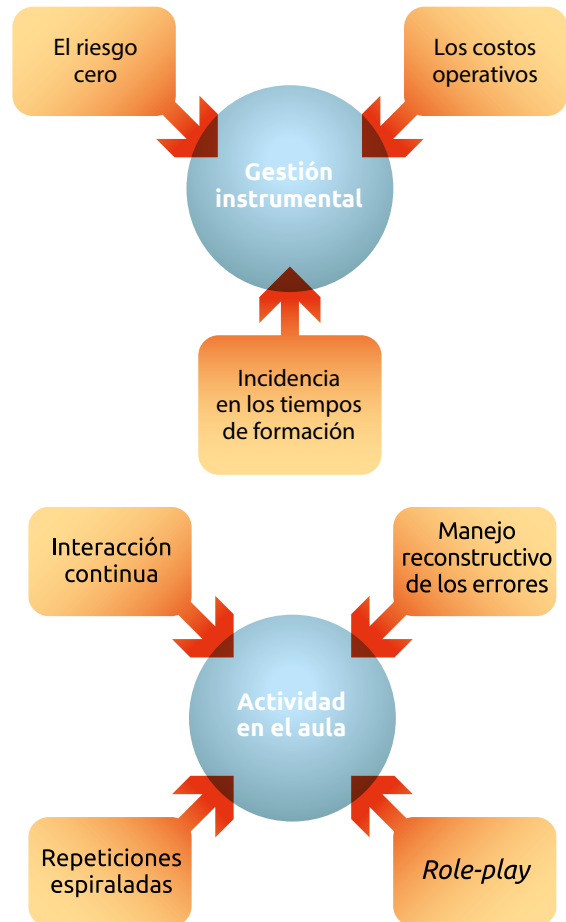 El riesgo
cero
Los costos
operativos
Gestión
instrumental
Incidencia
en los tiempos
de formación
Interacción
continua
Manejo
reconstructivo
de los errores
Actividad
en el aula
Repeticiones
espiraladas
Role-play